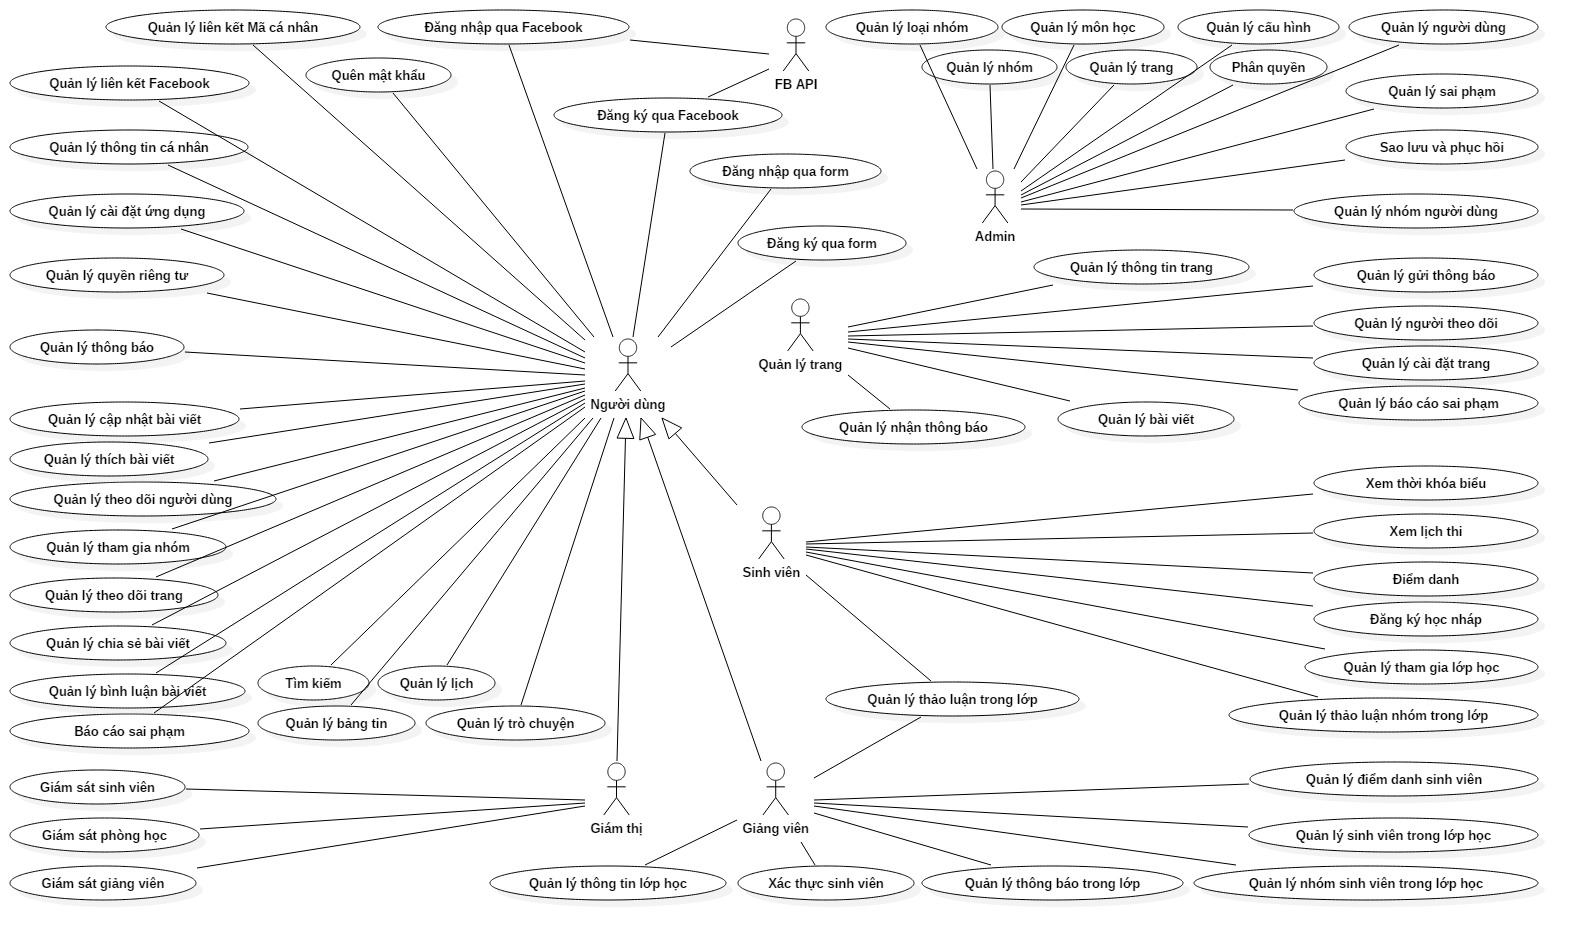 Quản lý liên kết Mã cá nhân
Đăng nhập qua Facebook
Quản lý loại nhóm
Quản lý môn học
Quản lý cấu hình
Quản lý người dùng
Quản lý liên kết Facebook
Quên mật khẩu
FB API
Quản lý nhóm
Quản lý trang
Phân quyền
Quản lý sai phạm
Đăng ký qua Facebook
Quản lý thông tin cá nhân
Sao lưu và phục hồi
Đăng nhập qua form
Quản lý cài đặt ứng dụng
Đăng ký qua form
Admin
Quản lý nhóm người dùng
Quản lý quyền riêng tư
Quản lý thông tin trang
Quản lý gửi thông báo
Quản lý người theo dõi
Quản lý thông báo
Quản lý trang
Quản lý cài đặt trang
Người dùng
Quản lý báo cáo sai phạm
Quản lý cập nhật bài viết
Quản lý nhận thông báo
Quản lý bài viết
Quản lý thích bài viết
Quản lý theo dõi người dùng
Xem thời khóa biểu
Quản lý tham gia nhóm
Xem lịch thi
Sinh viên
Điểm danh
Quản lý theo dõi trang
Đăng ký học nháp
Quản lý chia sẻ bài viết
Quản lý tham gia lớp học
Quản lý bình luận bài viết
Tìm kiếm
Quản lý lịch
Quản lý thảo luận trong lớp
Quản lý thảo luận nhóm trong lớp
Báo cáo sai phạm
Quản lý bảng tin
Quản lý trò chuyện
Giám sát sinh viên
Quản lý điểm danh sinh viên
Giám sát phòng học
Giám thị
Giảng viên
Quản lý sinh viên trong lớp học
Giám sát giảng viên
Quản lý thông tin lớp học
Xác thực sinh viên
Quản lý thông báo trong lớp
Quản lý nhóm sinh viên trong lớp học